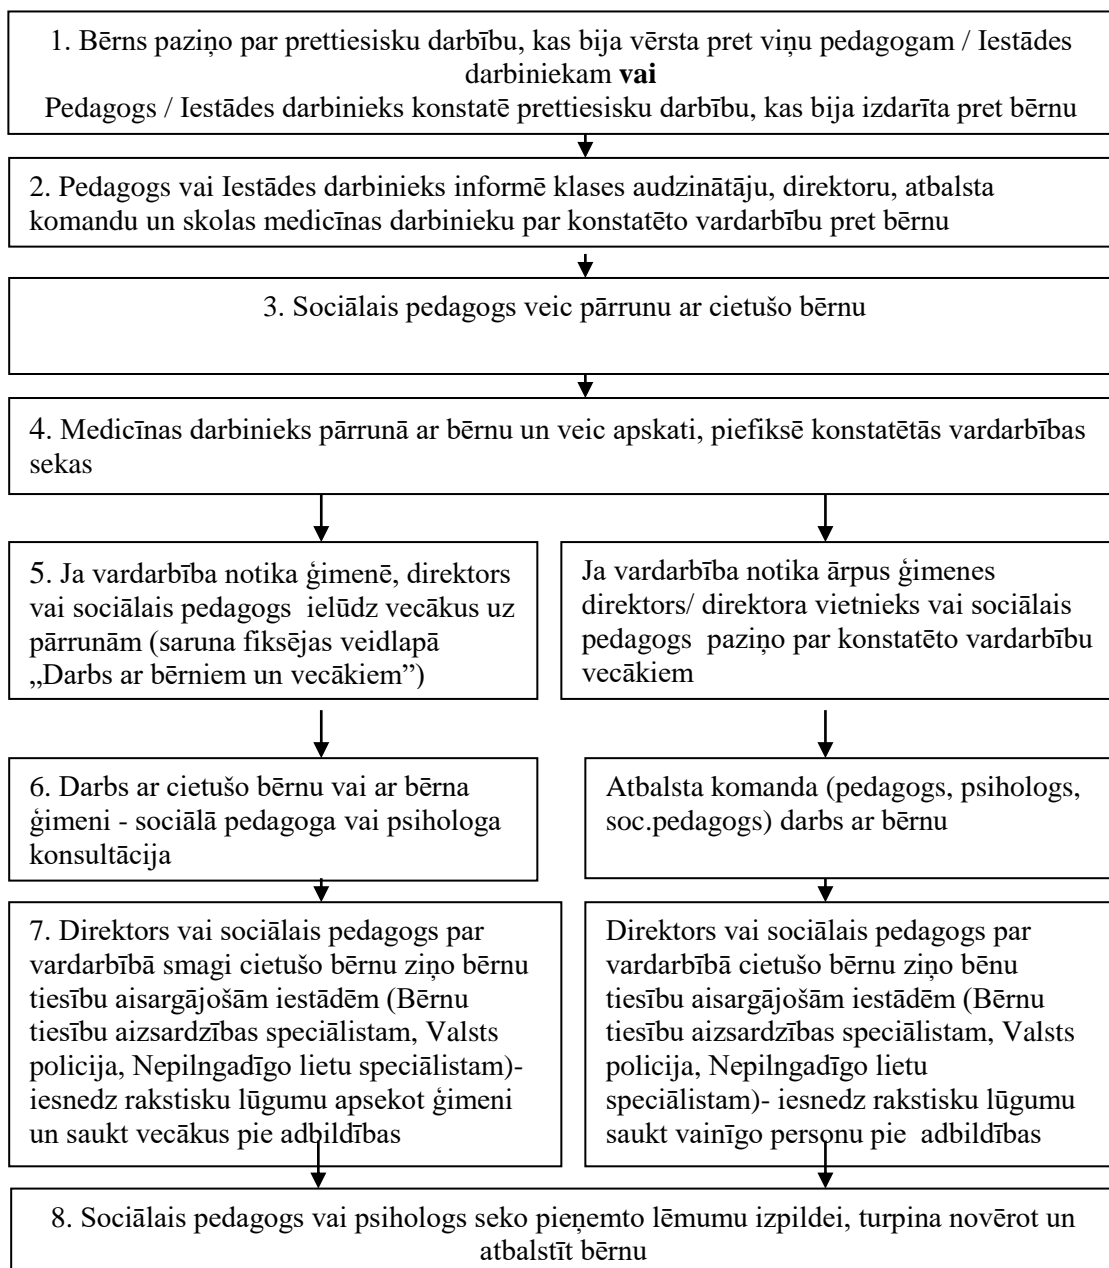 1. Bērns paziņo par prettiesisku darbību, kas bija vērsta pret viņu pedagogam / Iestādes
darbiniekam vai
Pedagogs / Iestādes darbinieks konstatē prettiesisku darbību, kas bija izdarīta pret bērnu
2. Pedagogs vai Iestādes darbinieks informē klases audzinātāju, direktoru, atbalsta
komandu un skolas medicīnas darbinieku par konstatēto vardarbību pret bērnu
3. Sociālais pedagogs veic pārrunu ar cietušo bērnu
4. Medicīnas darbinieks pārrunā ar bērnu un veic apskati, piefiksē konstatētās vardarbības
sekas
5. Ja vardarbība notika ģimenē, direktors
vai sociālais pedagogs ielūdz vecākus uz
pārrunām (saruna fiksējas veidlapā
„Darbs ar bērniem un vecākiem”)
Ja vardarbība notika ārpus ģimenes
direktors/ direktora vietnieks vai sociālais
pedagogs paziņo par konstatēto vardarbību
vecākiem
6. Darbs ar cietušo bērnu vai ar bērna
ģimeni - sociālā pedagoga vai psihologa
konsultācija
Atbalsta komanda (pedagogs, psihologs,
soc.pedagogs) darbs ar bērnu
7. Direktors vai sociālais pedagogs par
vardarbībā smagi cietušo bērnu ziņo bērnu
tiesību aisargājošām iestādēm (Bērnu
tiesību aizsardzības speciālistam, Valsts
policija, Nepilngadīgo lietu speciālistam)-
iesnedz rakstisku lūgumu apsekot ģimeni
un saukt vecākus pie adbildības
Direktors vai sociālais pedagogs par
vardarbībā cietušo bērnu ziņo bēnu
tiesību aisargājošām iestādēm (Bērnu
tiesību aizsardzības speciālistam, Valsts
policija, Nepilngadīgo lietu
speciālistam)- iesnedz rakstisku lūgumu
saukt vainīgo personu pie adbildības
8. Sociālais pedagogs vai psihologs seko pieņemto lēmumu izpildei, turpina novērot un
atbalstīt bērnu